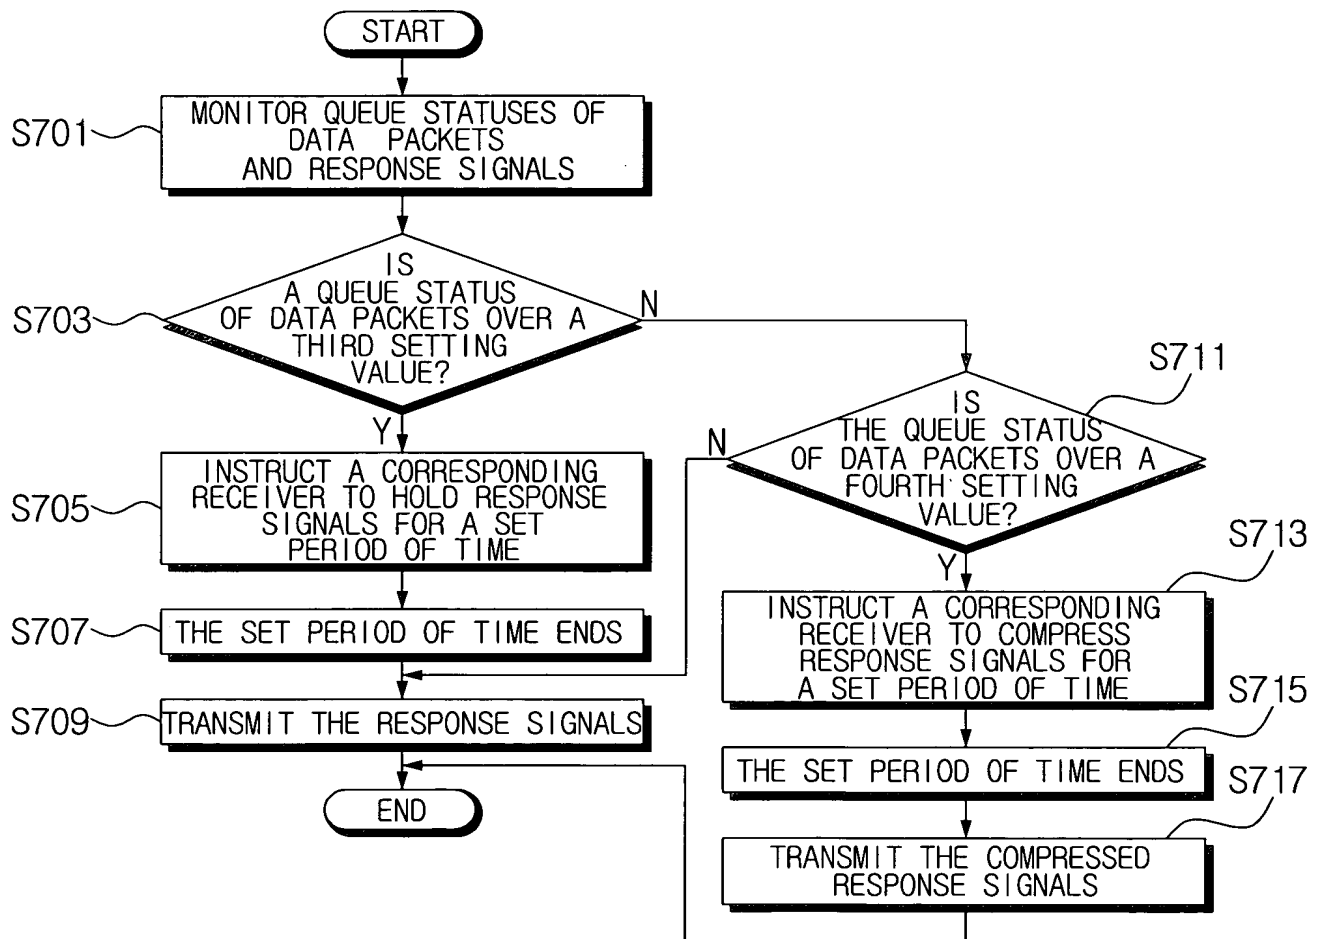 START
S701
MONITOR QUEUE STATUSES OF
DATA PACKETS
AND RESPONSE SIGNALS
S703
IS
A QUEUE STATUS
OF DATA PACKETS OVER A
THIRD SETTING
VALUE?
N
Y
S711
IS
THE QUEUE STATUS
OF DATA PACKETS OVER A
FOURTH SETTING
VALUE?
N
Y
S705
INSTRUCT A CORRESPONDING
RECEIVER TO HOLD RESPONSE
SIGNALS FOR A SET
PERIOD OF TIME
S707
THE SET PERIOD OF TIME ENDS
S709
TRANSMIT THE RESPONSE SIGNALS
END
S713
INSTRUCT A CORRESPONDING
RECEIVER TO COMPRESS
RESPONSE SIGNALS FOR
A SET PERIOD OF TIME
S715
THE SET PERIOD OF TIME ENDS
S717
TRANSMIT THE COMPRESSED
RESPONSE SIGNALS